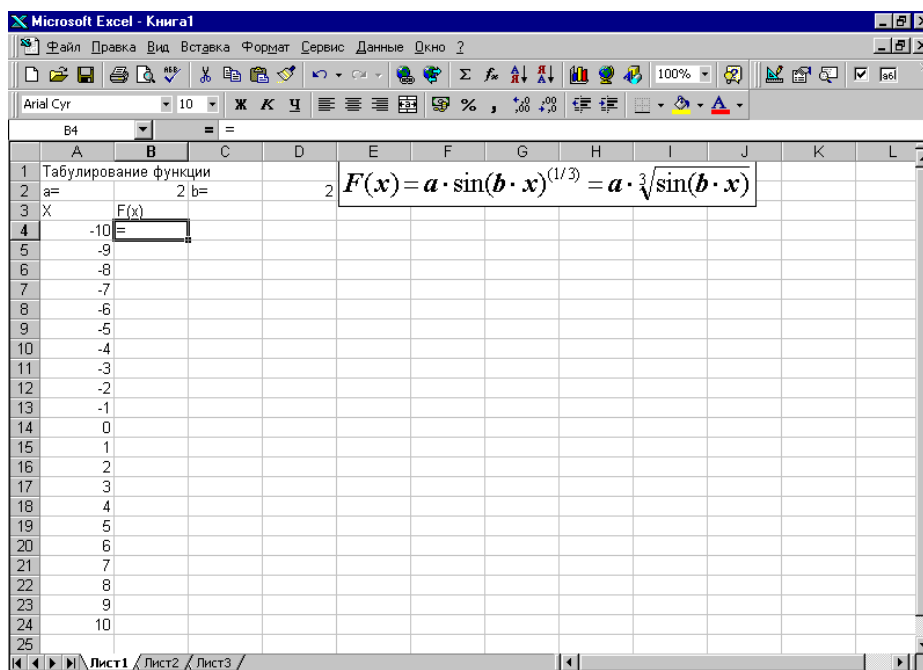 Microsoft Excel - Книга1
Файл Правка Вид Вставка Формат Сервис Данные Окно ?
100%
Arial Cyr 10 Ж К Ч
B4 = =
A B C D E F G H I J K L
1 Табулирование функции
2 a= 2 b= 2
F(x) = a · sin(b · x)^(1/3) = a · ∛sin(b · x)
3 X F(x)
4 -10 =
5 -9
6 -8
7 -7
8 -6
9 -5
10 -4
11 -3
12 -2
13 -1
14 0
15 1
16 2
17 3
18 4
19 5
20 6
21 7
22 8
23 9
24 10
25
Лист1 / Лист2 / Лист3 /